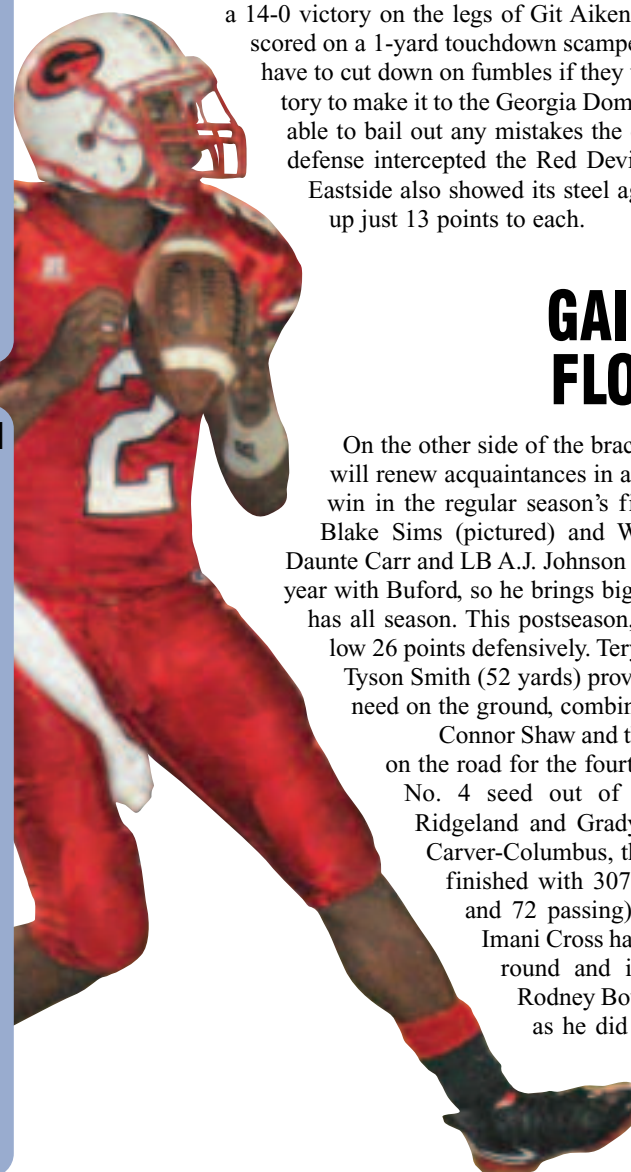 a 14-0 victory on the legs of Git Aiken
scored on a 1-yard touchdown scampe
have to cut down on fumbles if they
tory to make it to the Georgia Dom
able to bail out any mistakes the
defense intercepted the Red Devi
Eastside also showed its steel ag
up just 13 points to each.
GAI
FLO
On the other side of the brac
will renew acquaintances in a
win in the regular season’s fi
Blake Sims (pictured) and W
Daunte Carr and LB A.J. Johnson
year with Buford, so he brings big
has all season. This postseason,
low 26 points defensively. Tery
Tyson Smith (52 yards) prov
need on the ground, combin
Connor Shaw and t
on the road for the fourt
No. 4 seed out of
Ridgeland and Grady
Carver-Columbus, th
finished with 307
and 72 passing)
Imani Cross ha
round and i
Rodney Bo
as he did
G
2